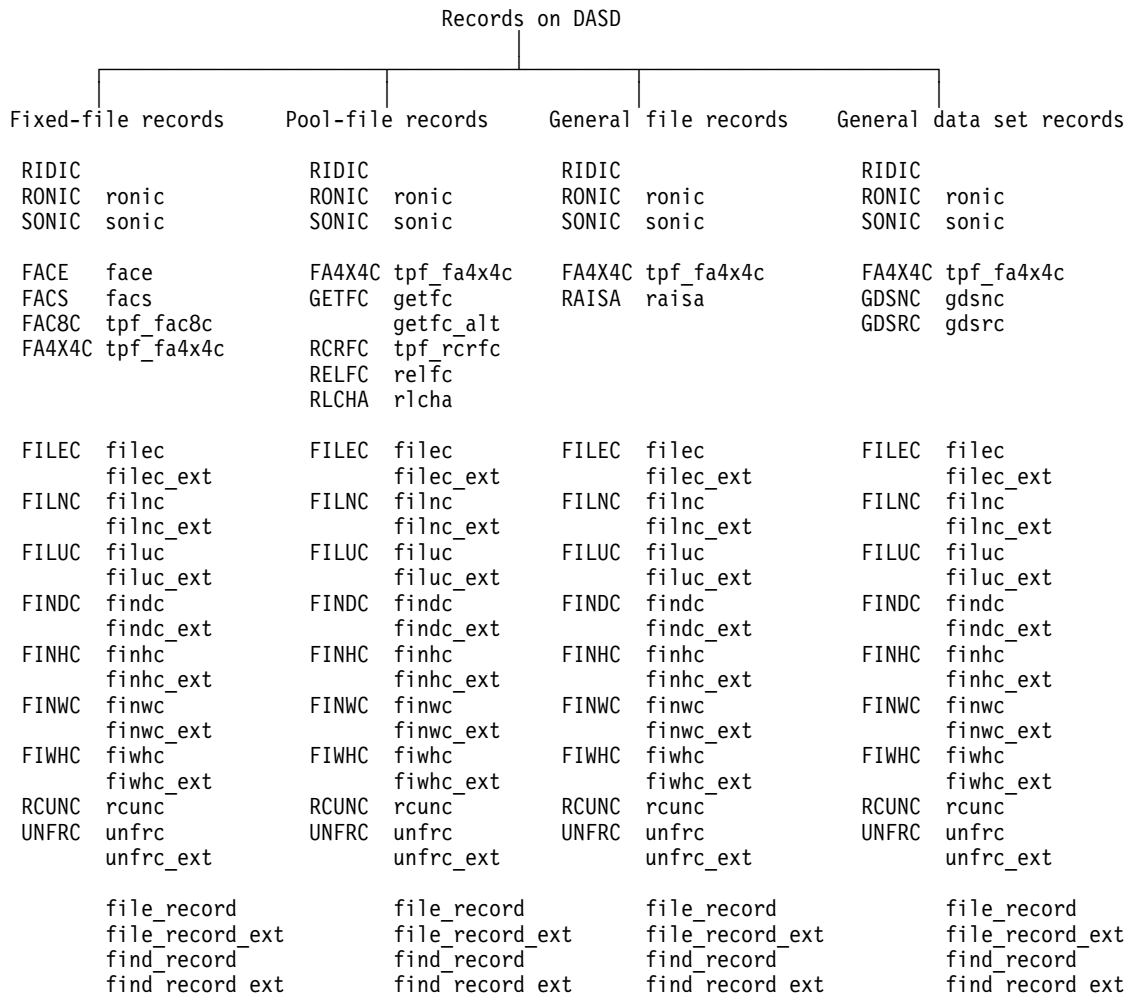 Records on DASD
Fixed-file records Pool-file records General file records General data set records
RIDIC RIDIC RIDIC RIDIC
RONIC ronic RONIC ronic RONIC ronic RONIC ronic
SONIC sonic SONIC sonic SONIC sonic SONIC sonic
FACE face FA4X4C tpf_fa4x4c FA4X4C tpf_fa4x4c FA4X4C tpf_fa4x4c
FACS facs GETFC getfc RAISA raisa GDSNC gdsnc
FAC8C tpf_fac8c getfc_alt GDSRC gdsrc
FA4X4C tpf_fa4x4c RCRFC tpf_rcrfc
RELFC relfc
RLCHA rlcha
FILEC filec FILEC filec FILEC filec FILEC filec
filec_ext filec_ext filec_ext filec_ext
FILNC filnc FILNC filnc FILNC filnc FILNC filnc
filnc_ext filnc_ext filnc_ext filnc_ext
FILUC filuc FILUC filuc FILUC filuc FILUC filuc
filuc_ext filuc_ext filuc_ext filuc_ext
FINDC findc FINDC findc FINDC findc FINDC findc
findc_ext findc_ext findc_ext findc_ext
FINHC finhc FINHC finhc FINHC finhc FINHC finhc
finhc_ext finhc_ext finhc_ext finhc_ext
FINWC finwc FINWC finwc FINWC finwc FINWC finwc
finwc_ext finwc_ext finwc_ext finwc_ext
FIWHC fiwhc FIWHC fiwhc FIWHC fiwhc FIWHC fiwhc
fiwhc_ext fiwhc_ext fiwhc_ext fiwhc_ext
RCUNC rcunc RCUNC rcunc RCUNC rcunc RCUNC rcunc
UNFRC unfrc UNFRC unfrc UNFRC unfrc UNFRC unfrc
unfrc_ext unfrc_ext unfrc_ext unfrc_ext
file_record file_record file_record file_record
file_record_ext file_record_ext file_record_ext file_record_ext
find_record find_record find_record find_record
find_record_ext find_record_ext find_record_ext find_record_ext